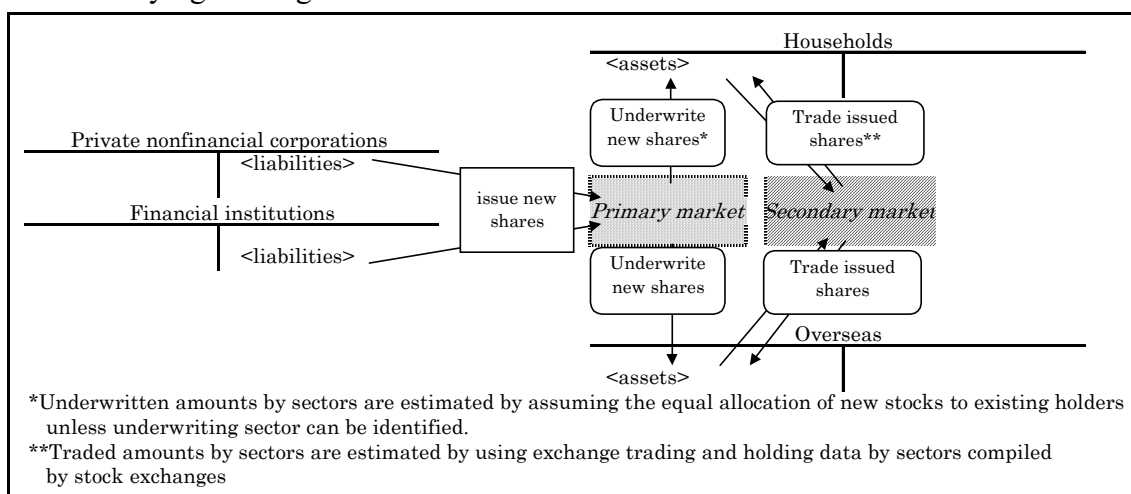 Households
<assets>
Underwrite
new shares*
Trade issued
shares**
Private nonfinancial corporations
<liabilities>
issue new
shares
Primary market
Secondary market
Financial institutions
<liabilities>
Underwrite
new shares
Trade issued
shares
Overseas
<assets>
*Underwritten amounts by sectors are estimated by assuming the equal allocation of new stocks to existing holders
unless underwriting sector can be identified.
**Traded amounts by sectors are estimated by using exchange trading and holding data by sectors compiled
by stock exchanges